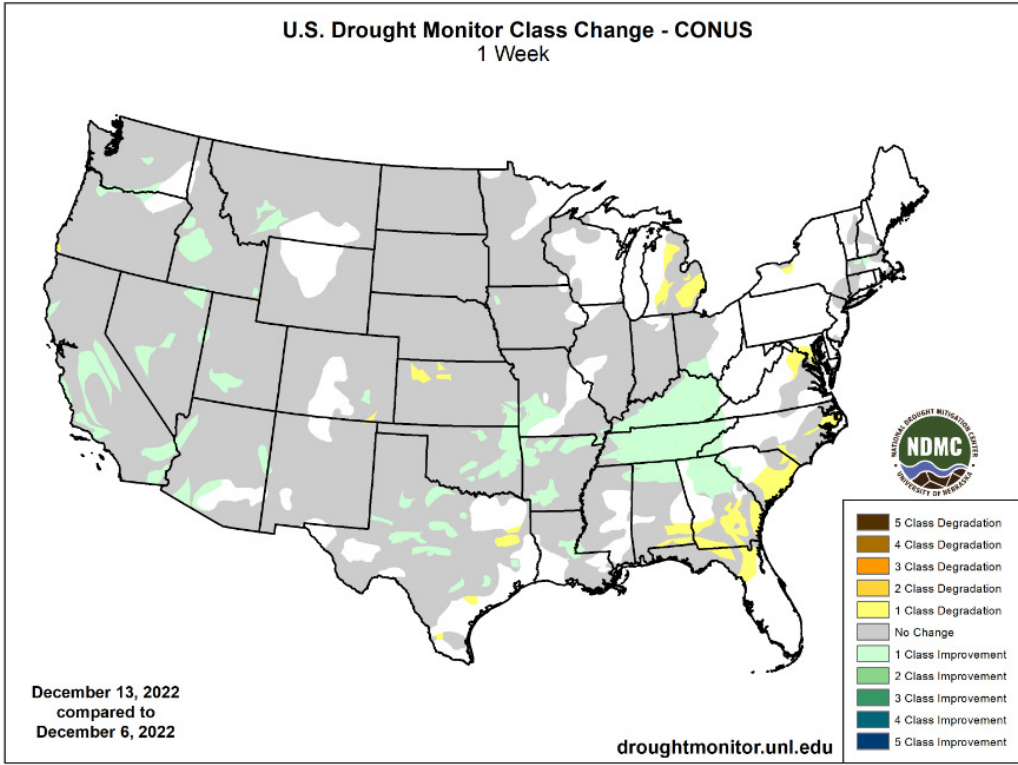 U.S. Drought Monitor Class Change - CONUS
1 Week
NATIONAL DROUGHT MITIGATION CENTER
NDMC
UNIVERSITY OF NEBRASKA
5 Class Degradation
4 Class Degradation
3 Class Degradation
2 Class Degradation
1 Class Degradation
No Change
1 Class Improvement
2 Class Improvement
3 Class Improvement
4 Class Improvement
5 Class Improvement
December 13, 2022
compared to
December 6, 2022
droughtmonitor.unl.edu